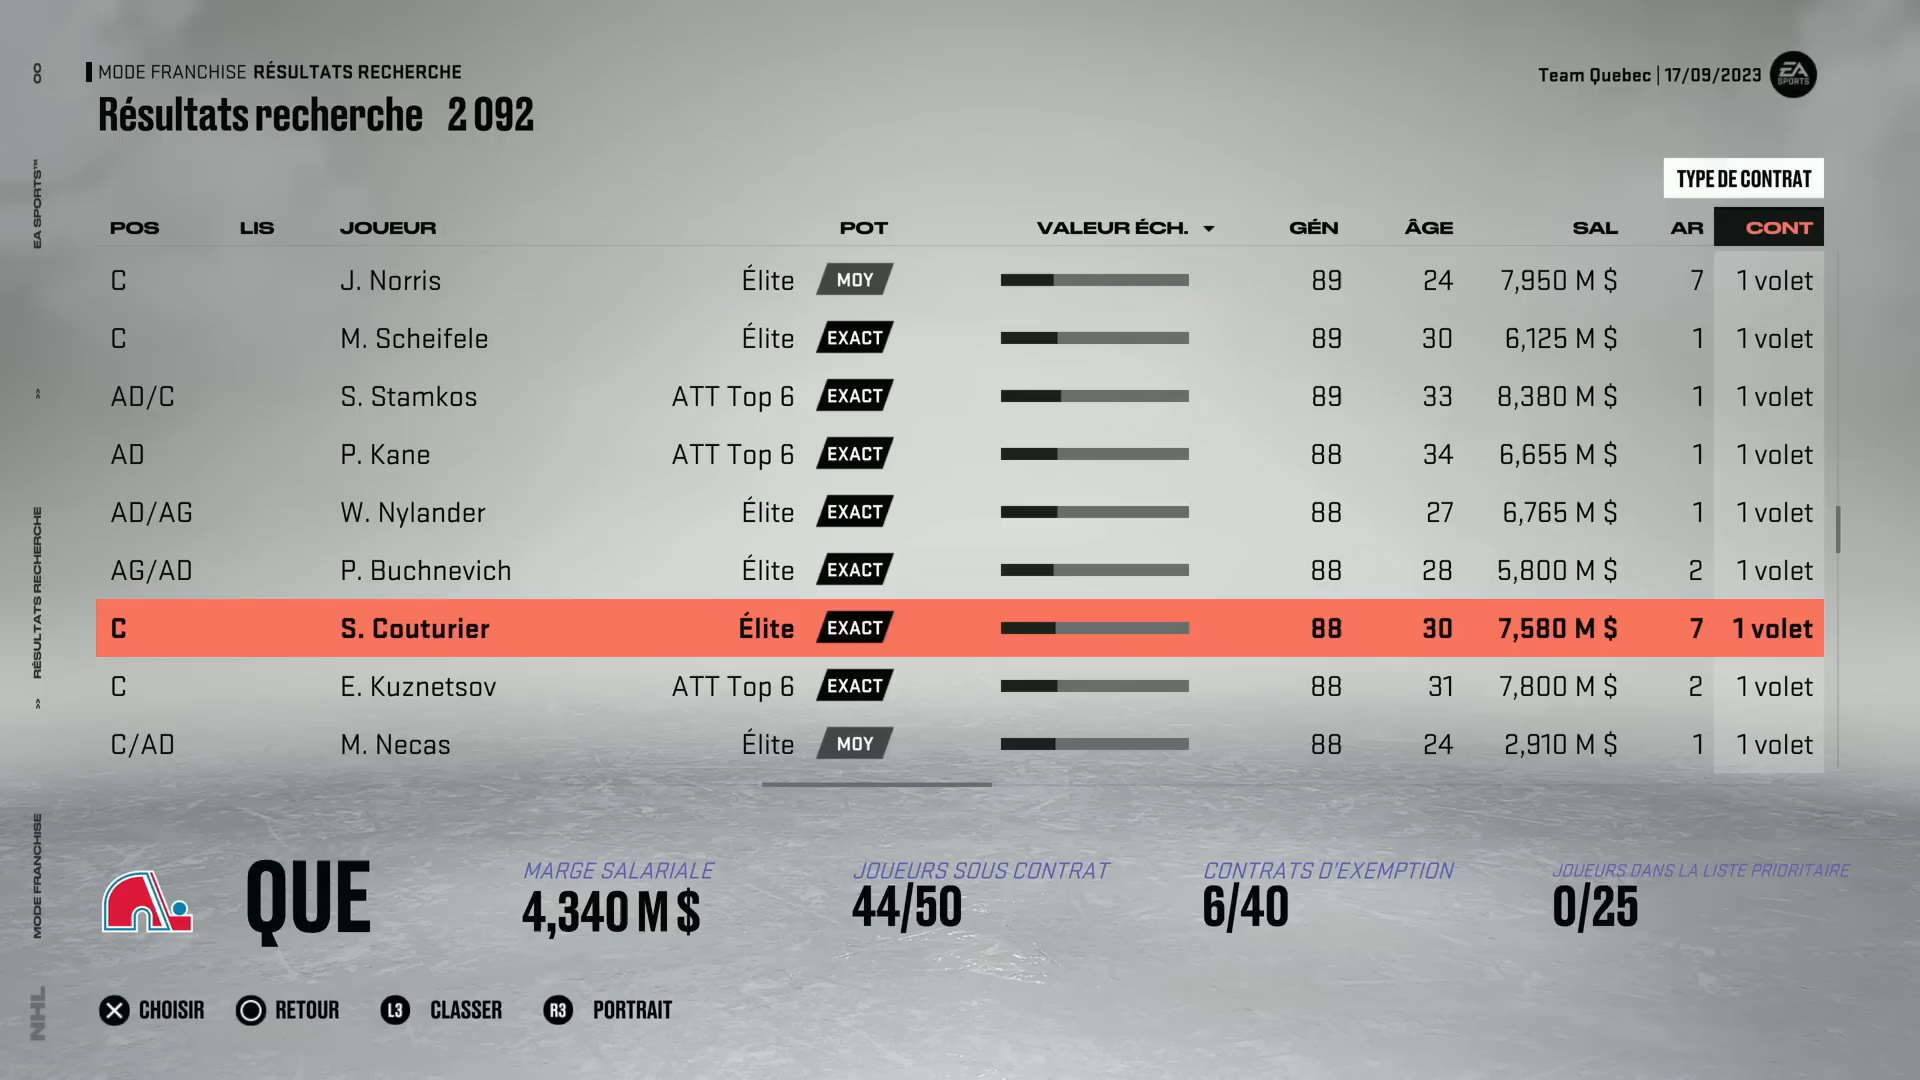 MODE FRANCHISE RÉSULTATS RECHERCHE
Résultats recherche 2 092
Team Quebec | 17/09/2023
EA SPORTS
TYPE DE CONTRAT
POS LIS JOUEUR POT VALEUR ÉCH. GÉN ÂGE SAL AR CONT
C J. Norris Élite MOY 89 24 7,950 M $ 7 1 volet
C M. Scheifele Élite EXACT 89 30 6,125 M $ 1 1 volet
AD/C S. Stamkos ATT Top 6 EXACT 89 33 8,380 M $ 1 1 volet
AD P. Kane ATT Top 6 EXACT 88 34 6,655 M $ 1 1 volet
AD/AG W. Nylander Élite EXACT 88 27 6,765 M $ 1 1 volet
AG/AD P. Buchnevich Élite EXACT 88 28 5,800 M $ 2 1 volet
C S. Couturier Élite EXACT 88 30 7,580 M $ 7 1 volet
C E. Kuznetsov ATT Top 6 EXACT 88 31 7,800 M $ 2 1 volet
C/AD M. Necas Élite MOY 88 24 2,910 M $ 1 1 volet
QUE
MARGE SALARIALE
4,340 M $
JOUEURS SOUS CONTRAT
44/50
CONTRATS D'EXEMPTION
6/40
JOUEURS DANS LA LISTE PRIORITAIRE
0/25
CHOISIR RETOUR L3 CLASSER R3 PORTRAIT
NHL MODE FRANCHISE >> RÉSULTATS RECHERCHE >> EA SPORTS™